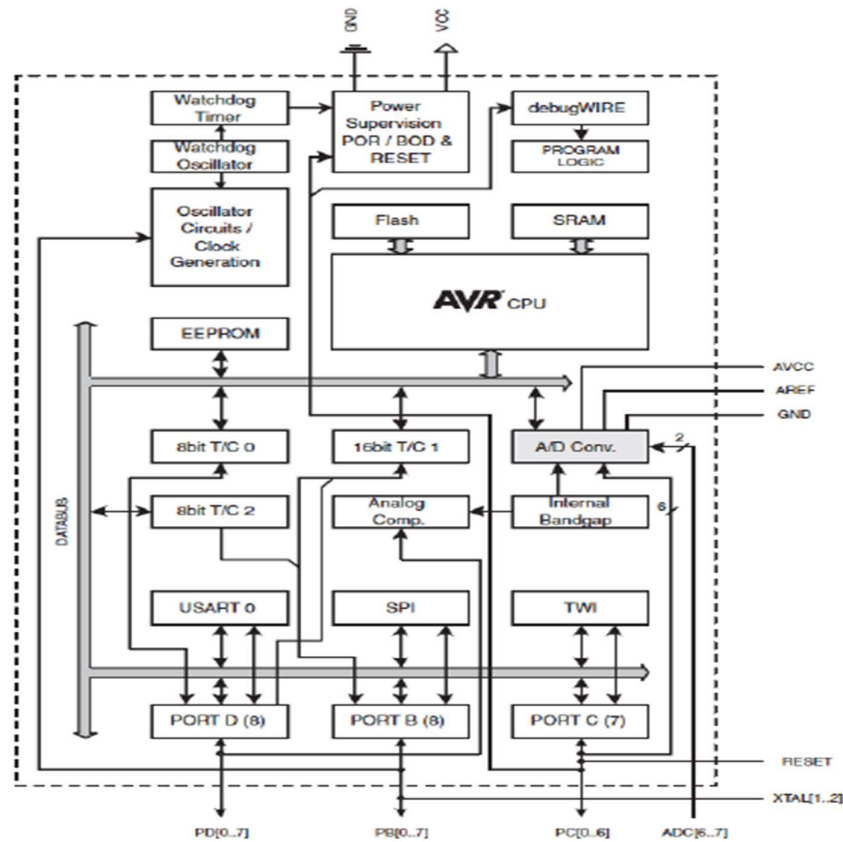 GND
VCC
Watchdog
Timer
Power
Supervision
POR / BOD &
RESET
debugWIRE
Watchdog
Oscillator
PROGRAM
LOGIC
Oscillator
Circuits /
Clock
Generation
Flash
SRAM
AVR CPU
EEPROM
AVCC
AREF
GND
8bit T/C 0
16bit T/C 1
A/D Conv.
2
DATABUS
8bit T/C 2
Analog
Comp.
Internal
Bandgap
6
USART 0
SPI
TWI
PORT D (8)
PORT B (8)
PORT C (7)
RESET
XTAL[1..2]
PD[0..7]
PB[0..7]
PC[0..6]
ADC[6..7]